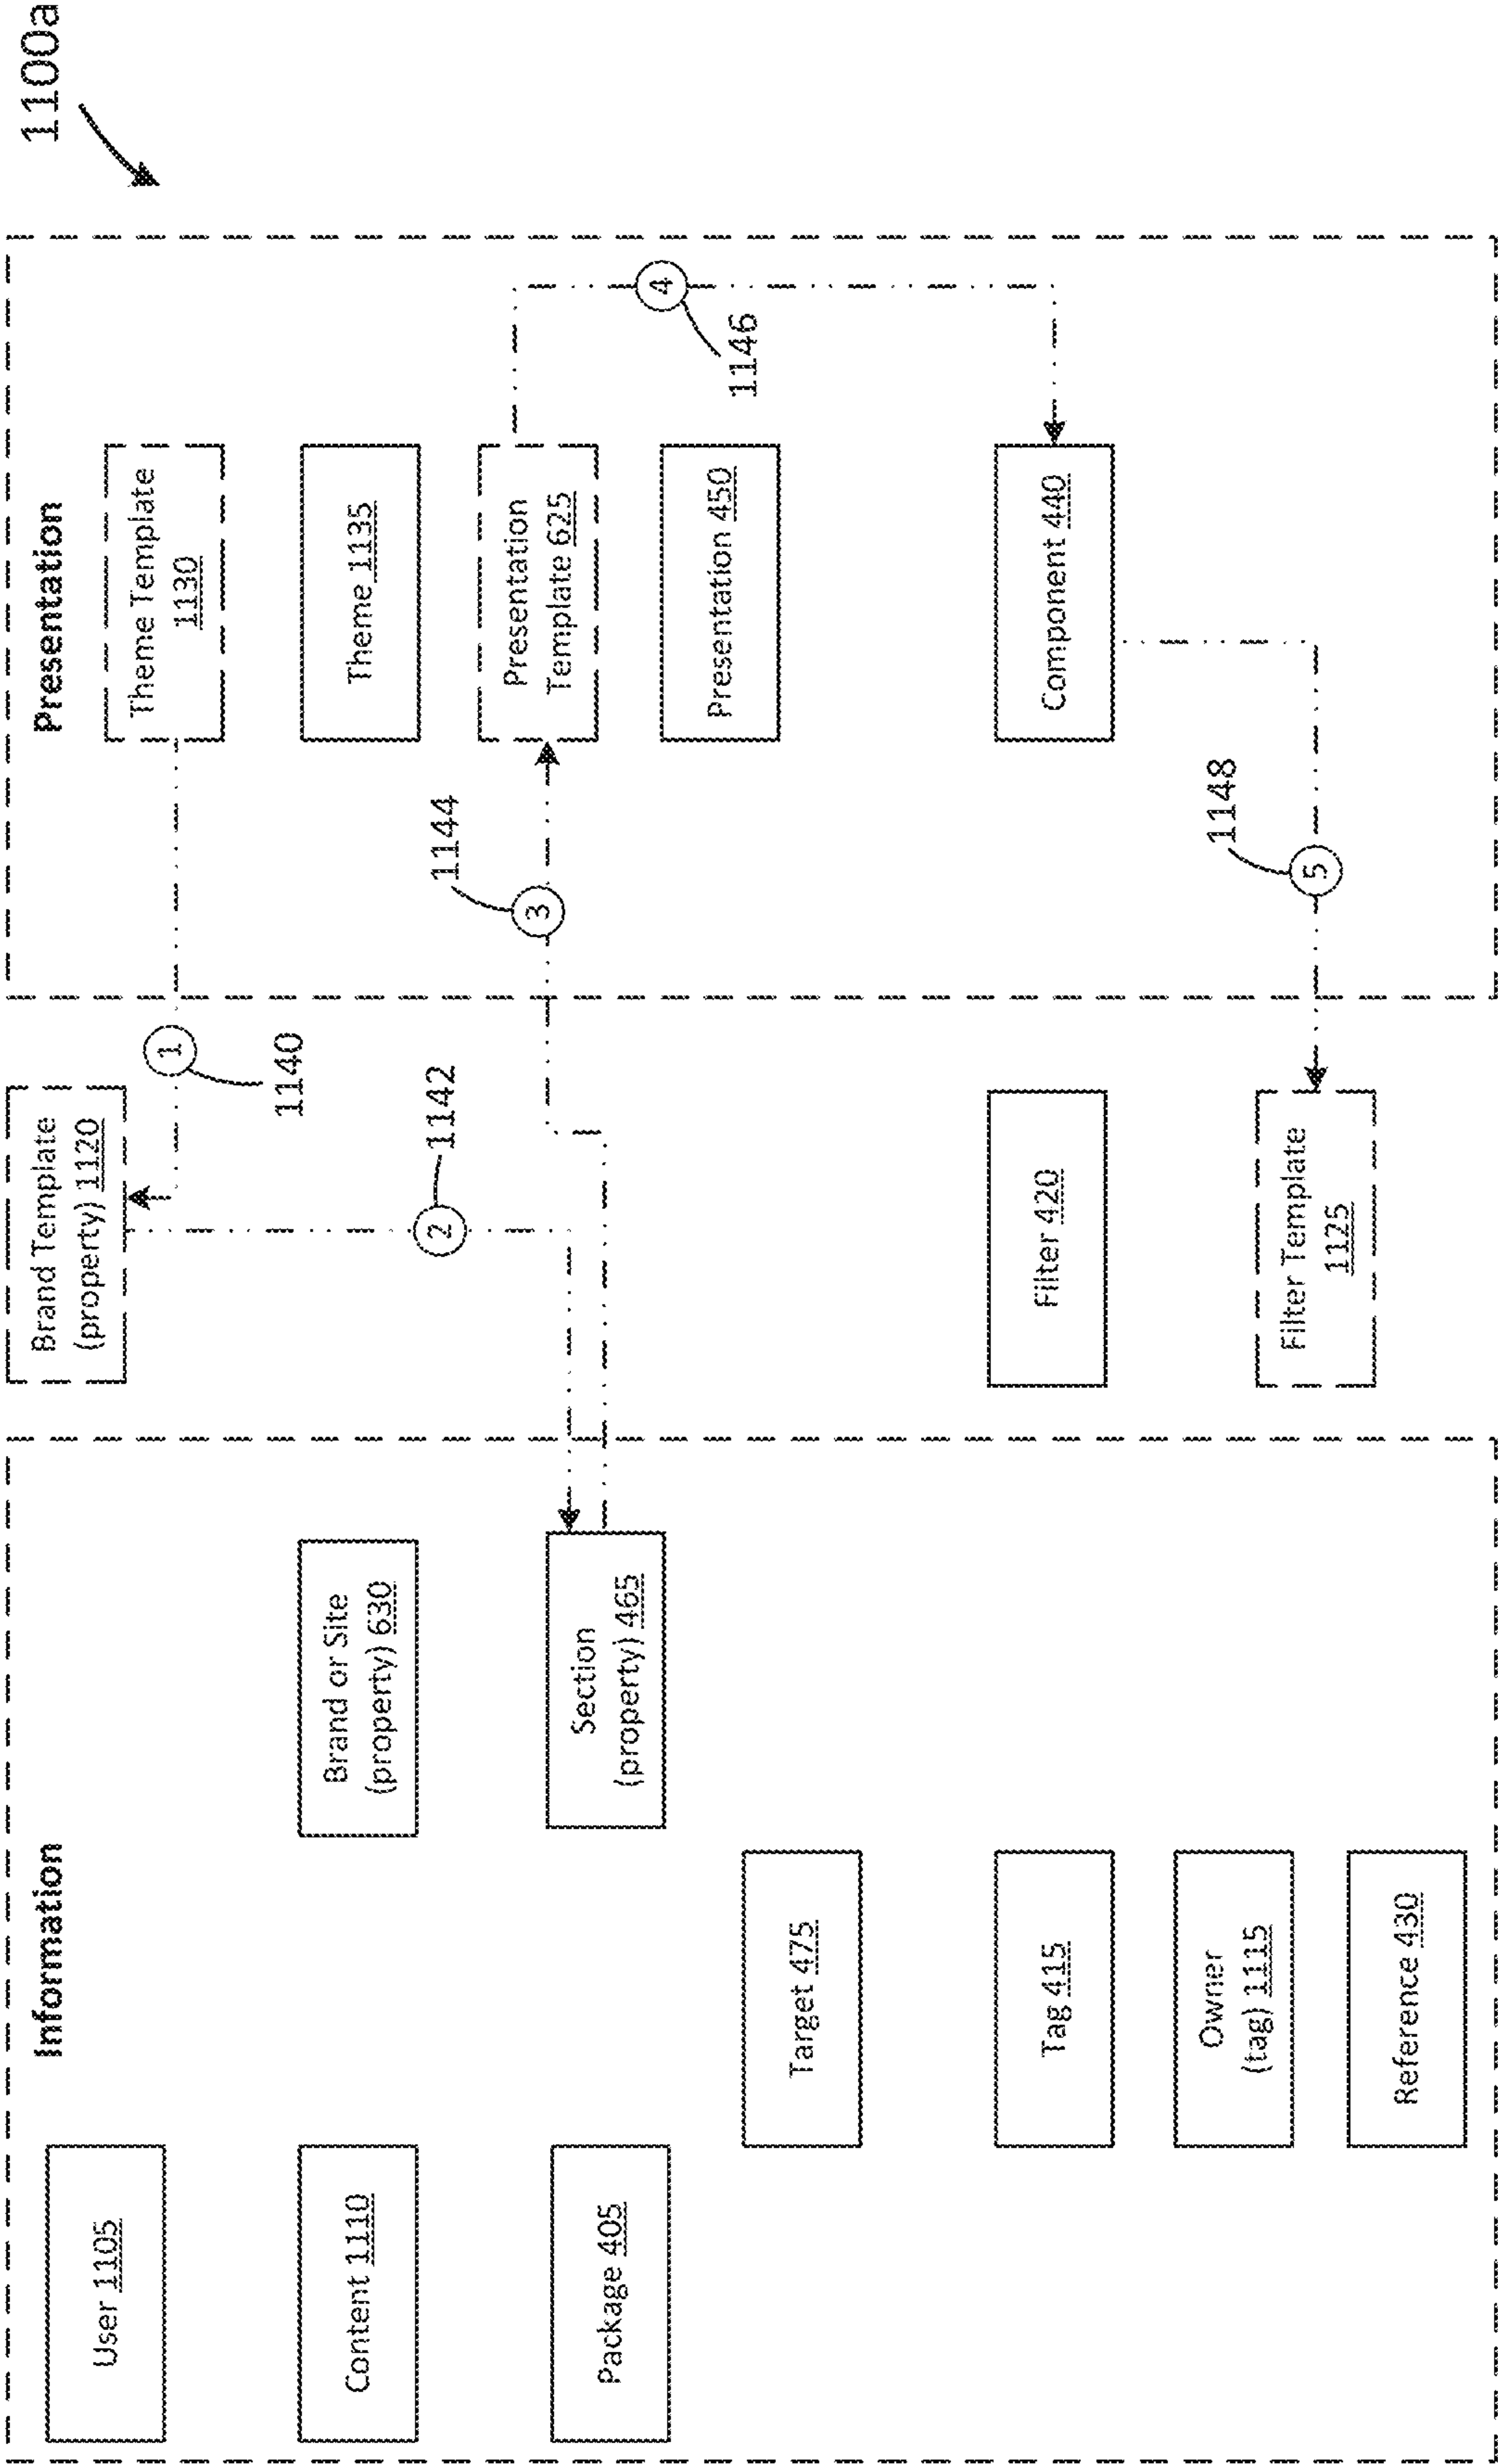 1100a
Information
User 1105
Content 1110
Package 405
Brand or Site
(property) 630
Section
(property) 465
Target 475
Tag 415
Owner
(tag) 1115
Reference 430
Brand Template
(property) 1120
1
1140
2
1142
Filter 420
Filter Template
1125
Presentation
Theme Template
1130
Theme 1135
Presentation
Template 625
Presentation 450
Component 440
3
1144
4
1146
5
1148